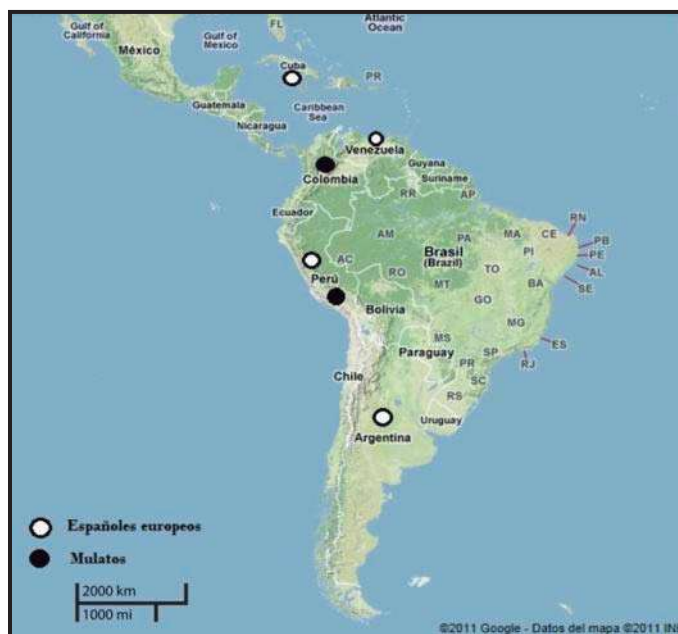 Gulf of
California
Gulf of
Mexico
FL
Atlantic
Ocean
México
Cuba
PR
Guatemala
Caribbean
Sea
Nicaragua
Venezuela
Guyana
Colombia
Suriname
RR
AP
Ecuador
AM
PA
MA
CE
RN
PB
Brasil
(Brazil)
PI
PE
AC
RO
TO
AL
Perú
MT
BA
SE
Bolivia
GO
MG
MS
ES
Paraguay
SP
RJ
Chile
PR
SC
RS
Uruguay
Argentina
Españoles europeos
Mulatos
2000 km
1000 mi
©2011 Google - Datos del mapa ©2011 IN